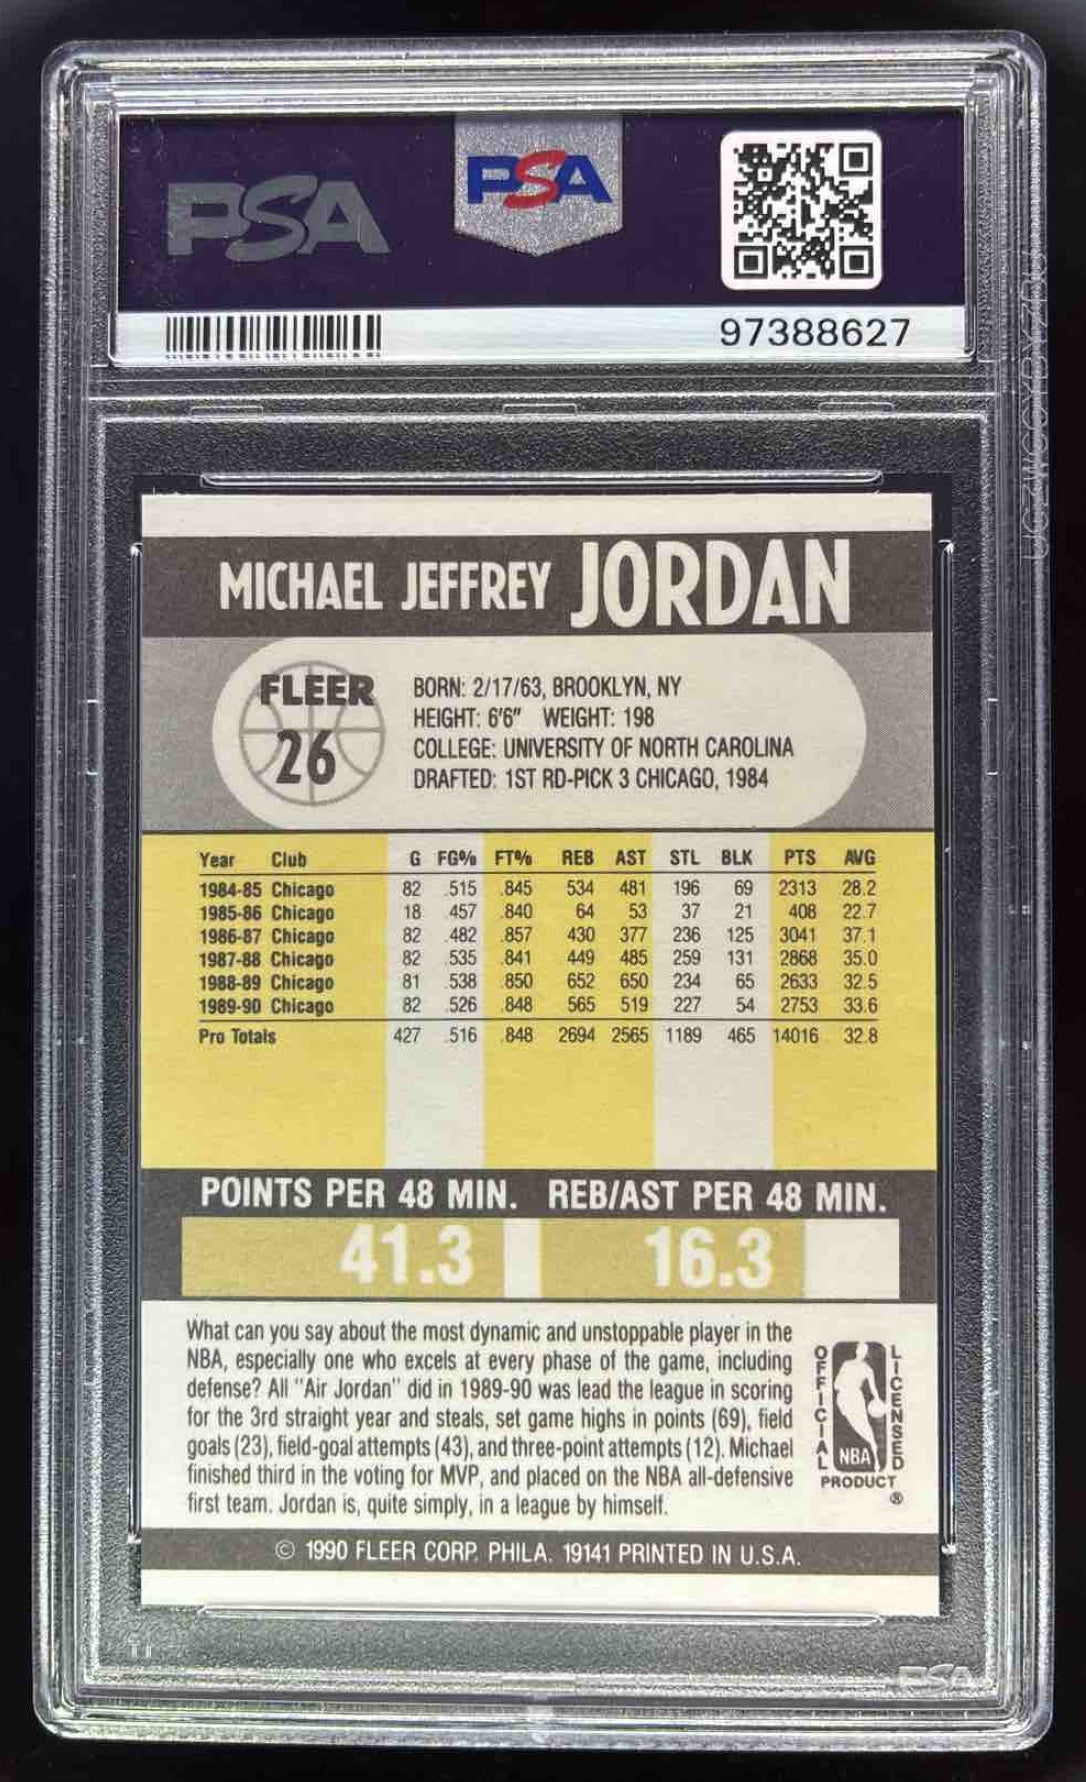 PSA
PSA
97388627
MICHAEL JEFFREY JORDAN
FLEER
26
BORN: 2/17/63, BROOKLYN, NY
HEIGHT: 6'6" WEIGHT: 198
COLLEGE: UNIVERSITY OF NORTH CAROLINA
DRAFTED: 1ST RD-PICK 3 CHICAGO, 1984
Year Club G FG% FT% REB AST STL BLK PTS AVG
1984-85 Chicago 82 .515 .845 534 481 196 69 2313 28.2
1985-86 Chicago 18 .457 .840 64 53 37 21 408 22.7
1986-87 Chicago 82 .482 .857 430 377 236 125 3041 37.1
1987-88 Chicago 82 .535 .841 449 485 259 131 2868 35.0
1988-89 Chicago 81 .538 .850 652 650 234 65 2633 32.5
1989-90 Chicago 82 .526 .848 565 519 227 54 2753 33.6
Pro Totals 427 .516 .848 2694 2565 1189 465 14016 32.8
POINTS PER 48 MIN. REB/AST PER 48 MIN.
41.3 16.3
What can you say about the most dynamic and unstoppable player in the
NBA, especially one who excels at every phase of the game, including
defense? All "Air Jordan" did in 1989-90 was lead the league in scoring
for the 3rd straight year and steals, set game highs in points (69), field
goals (23), field-goal attempts (43), and three-point attempts (12). Michael
finished third in the voting for MVP, and placed on the NBA all-defensive
first team. Jordan is, quite simply, in a league by himself.
OFFICIAL LICENSED
NBA
PRODUCT
®
© 1990 FLEER CORP. PHILA. 19141 PRINTED IN U.S.A.
PSA